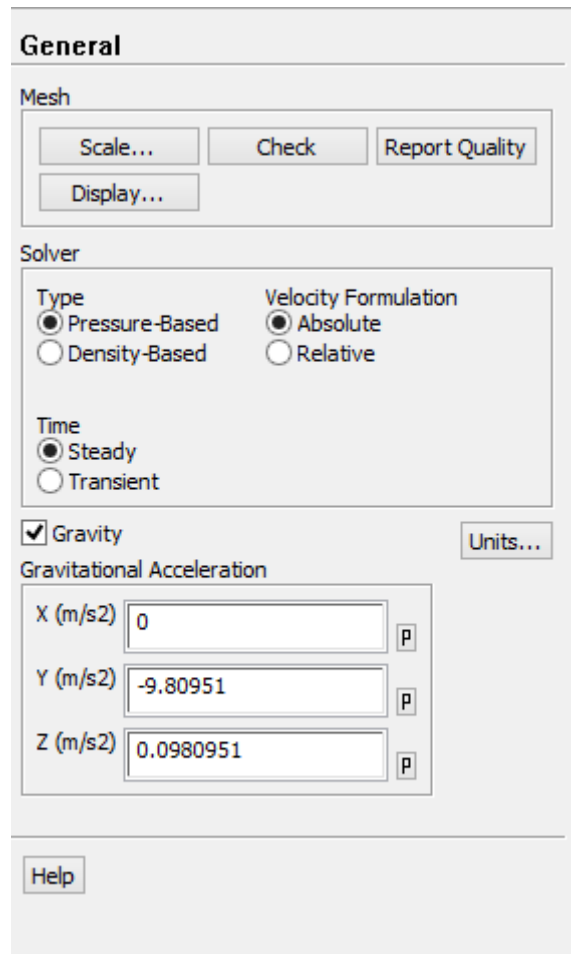 General
Mesh
Scale... Check Report Quality
Display...
Solver
Type Velocity Formulation
Pressure-Based Absolute
Density-Based Relative
Time
Steady
Transient
Gravity Units...
Gravitational Acceleration
X (m/s2) 0 P
Y (m/s2) -9.80951 P
Z (m/s2) 0.0980951 P
Help